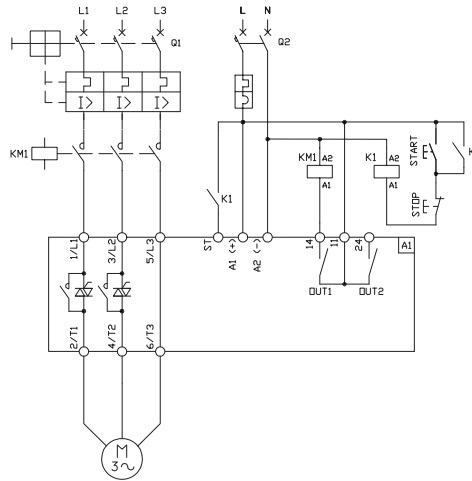 L1 L2 L3 L N
Q1 Q2
I> I> I>
KM1
KM1 A2 A1
K1 A2 A1
START
K
K1
STOP
1/L1 3/L2 5/L3 ST A1 (+) A2 (-) 14 11 24 A1
OUT1 OUT2
2/T1 4/T2 6/T3
M
3~